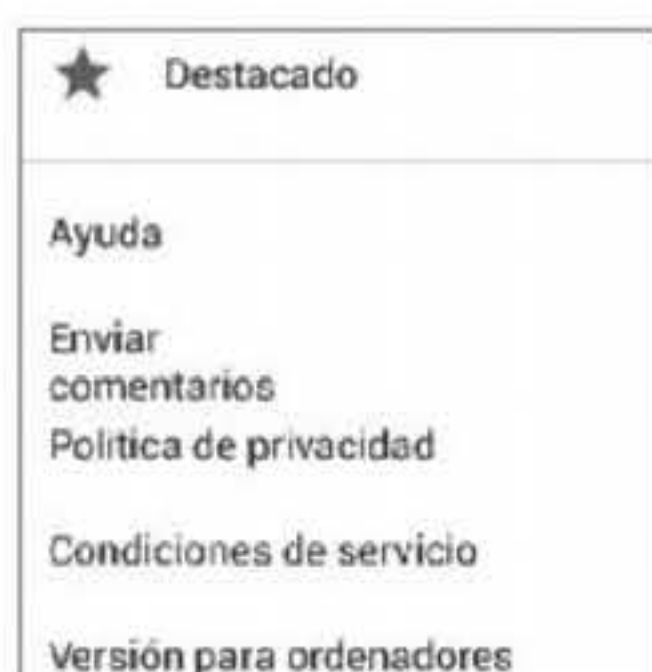 Destacado
Ayuda
Enviar
comentarios
Politica de privacidad
Condiciones de servicio
Versión para ordenadores